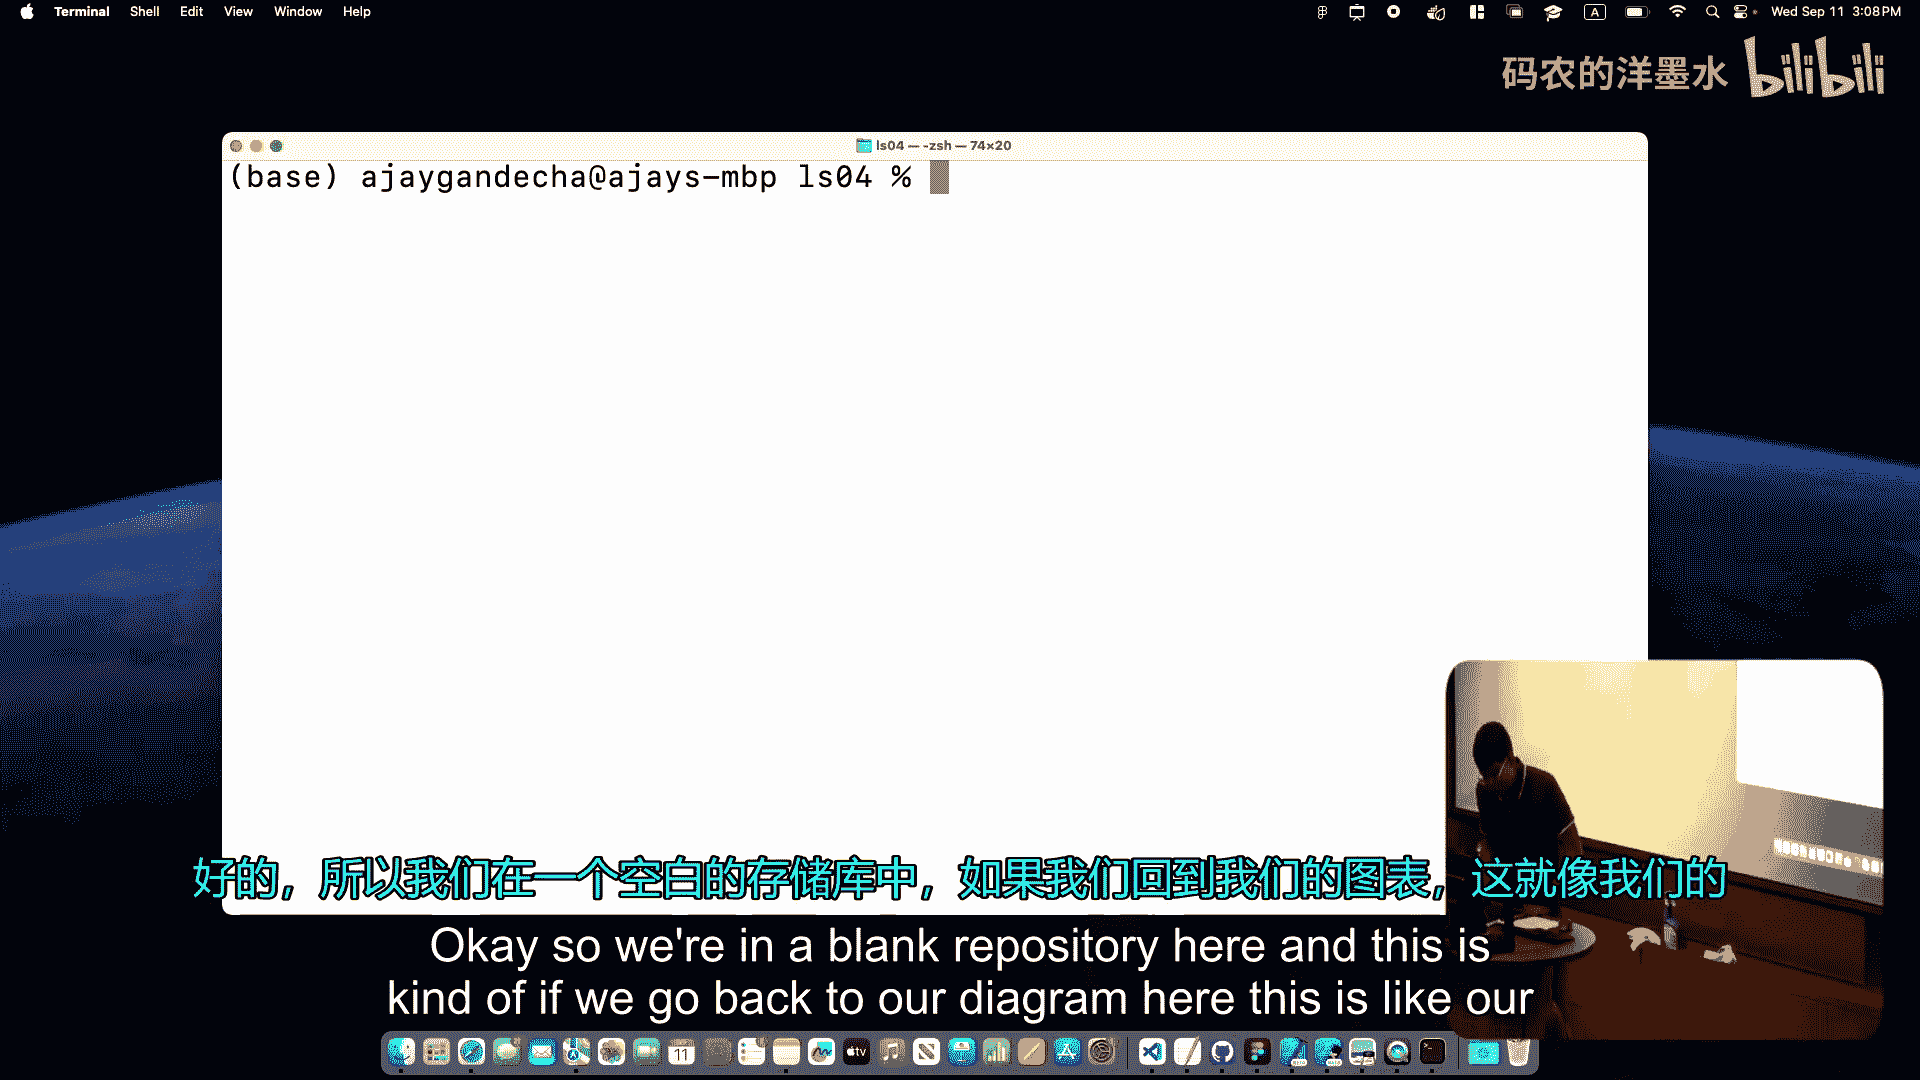 Terminal Shell Edit View Window Help
A Wed Sep 11 3:08 PM
码农的洋墨水 bilibili
ls04 — -zsh — 74×20
(base) ajaygandecha@ajays-mbp ls04 %
好的，所以我们在一个空白的存储库中，如果我们回到我们的图表，这就像我们的
Okay so we're in a blank repository here and this is
kind of if we go back to our diagram here this is like our
11
tv